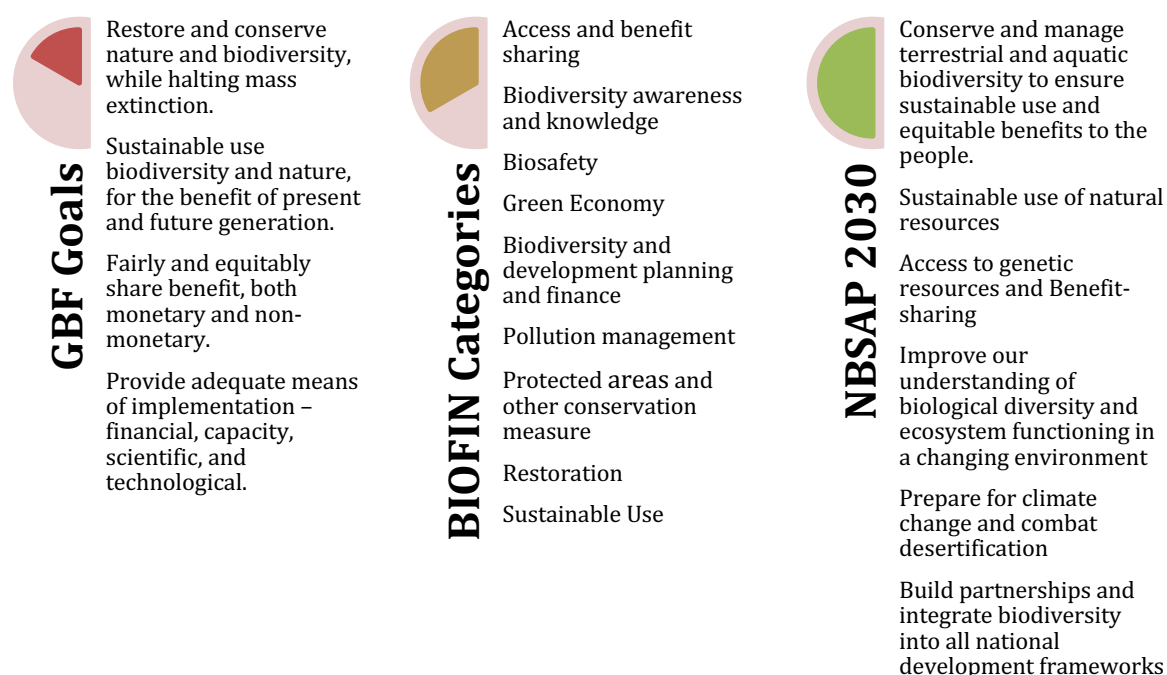 GBF Goals
Restore and conserve
nature and biodiversity,
while halting mass
extinction.
Sustainable use
biodiversity and nature,
for the benefit of present
and future generation.
Fairly and equitably
share benefit, both
monetary and non-
monetary.
Provide adequate means
of implementation –
financial, capacity,
scientific, and
technological.
BIOFIN Categories
Access and benefit
sharing
Biodiversity awareness
and knowledge
Biosafety
Green Economy
Biodiversity and
development planning
and finance
Pollution management
Protected areas and
other conservation
measure
Restoration
Sustainable Use
NBSAP 2030
Conserve and manage
terrestrial and aquatic
biodiversity to ensure
sustainable use and
equitable benefits to the
people.
Sustainable use of natural
resources
Access to genetic
resources and Benefit-
sharing
Improve our
understanding of
biological diversity and
ecosystem functioning in
a changing environment
Prepare for climate
change and combat
desertification
Build partnerships and
integrate biodiversity
into all national
development frameworks